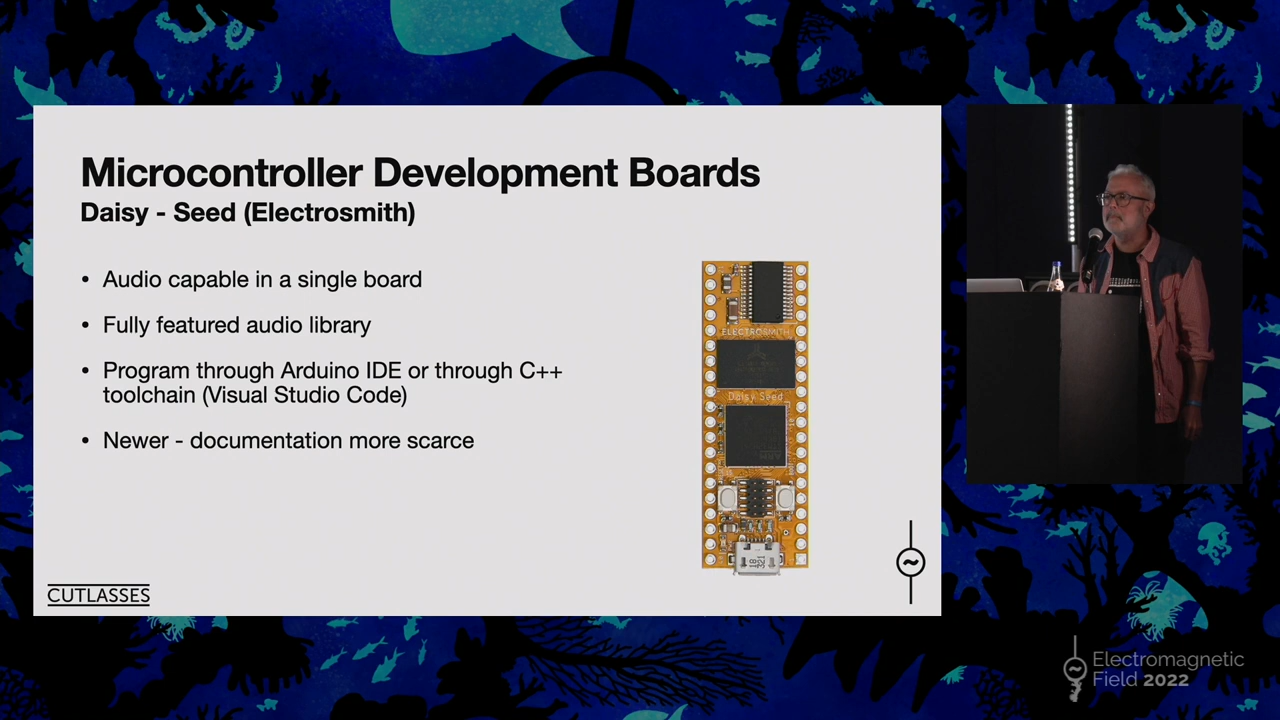 Microcontroller Development Boards
Daisy - Seed (Electrosmith)
• Audio capable in a single board
• Fully featured audio library
• Program through Arduino IDE or through C++
toolchain (Visual Studio Code)
• Newer - documentation more scarce
ELECTROSMITH
Daisy Seed
CUTLASSES
Electromagnetic
Field 2022